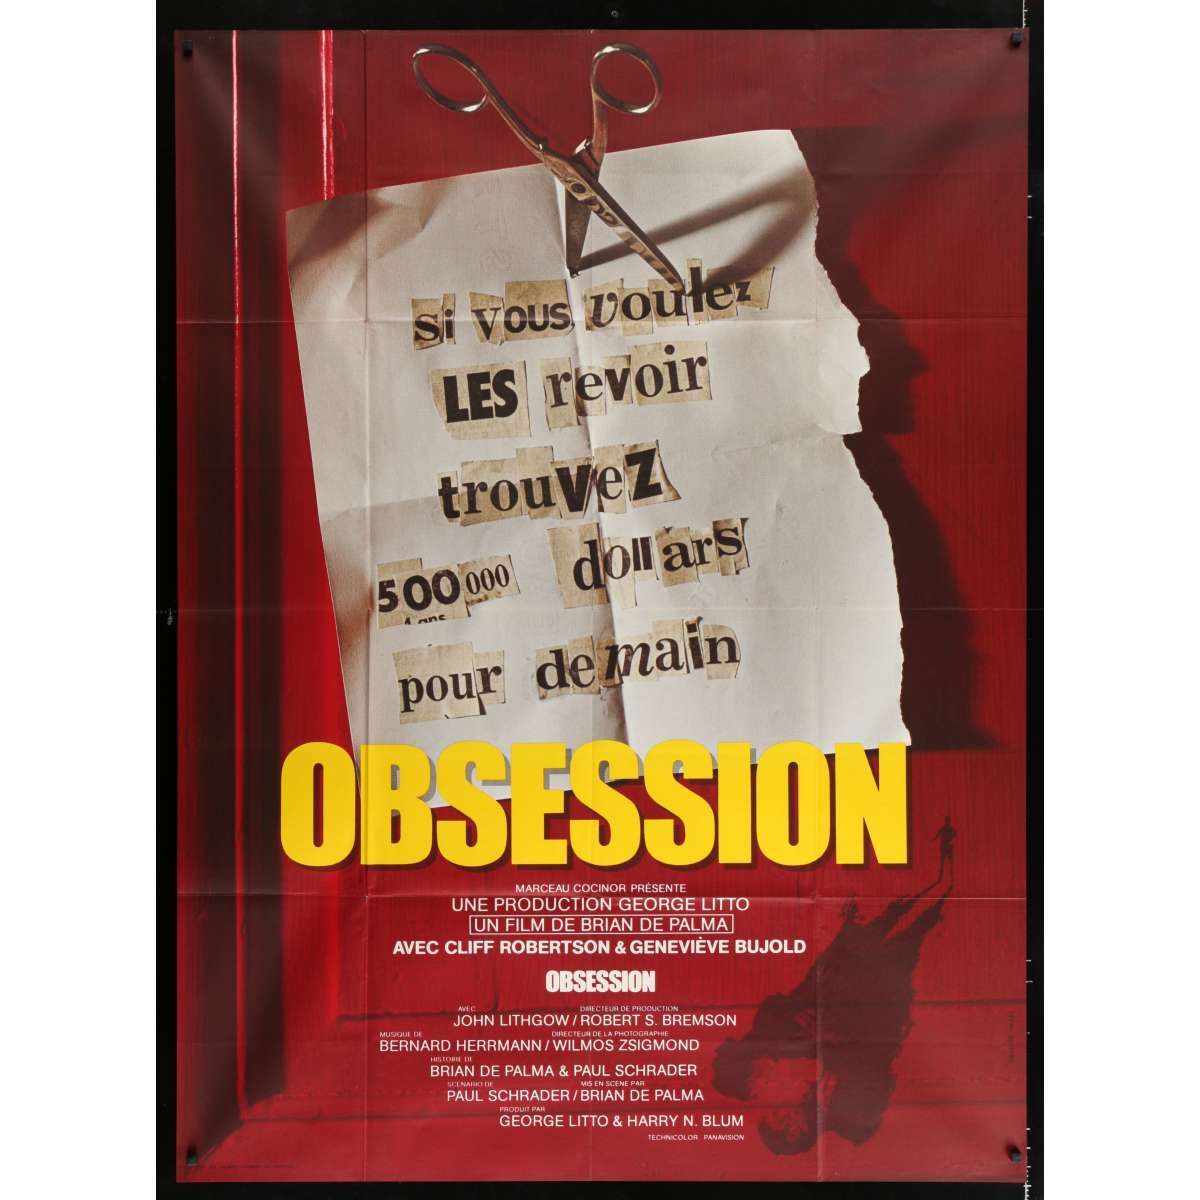 si vous voulez
LES revoir
trouvez
500 000 dollars
4 ans
pour demain
OBSESSION
MARCEAU COCINOR PRÉSENTE
UNE PRODUCTION GEORGE LITTO
UN FILM DE BRIAN DE PALMA
AVEC CLIFF ROBERTSON & GENEVIÈVE BUJOLD
OBSESSION
AVEC DIRECTEUR DE PRODUCTION
JOHN LITHGOW / ROBERT S. BREMSON
MUSIQUE DE DIRECTEUR DE LA PHOTOGRAPHIE
BERNARD HERRMANN / WILMOS ZSIGMOND
HISTOIRE DE
BRIAN DE PALMA & PAUL SCHRADER
SCENARIO DE MIS EN SCENE PAR
PAUL SCHRADER / BRIAN DE PALMA
PRODUIT PAR
GEORGE LITTO & HARRY N. BLUM
TECHNICOLOR PANAVISION